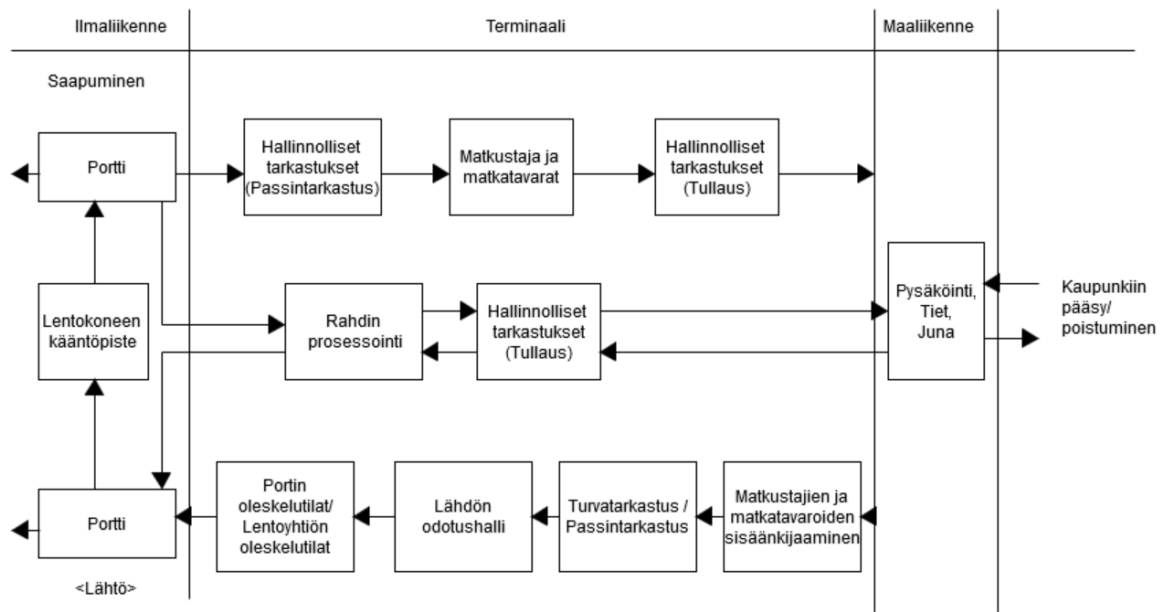 Ilmaliikenne
Terminaali
Maaliikenne
Saapuminen
Portti
Hallinnolliset
tarkastukset
(Passintarkastus)
Matkustaja ja
matkatavarat
Hallinnolliset
tarkastukset
(Tullaus)
Lentokoneen
kääntöpiste
Rahdin
prosessointi
Hallinnolliset
tarkastukset
(Tullaus)
Pysäköinti,
Tiet,
Juna
Kaupunkiin
pääsy/
poistuminen
Portti
Portin
oleskelutilat/
Lentoyhtiön
oleskelutilat
Lähdön
odotushalli
Turvatarkastus /
Passintarkastus
Matkustajien ja
matkatavaroiden
sisäänkijaaminen
<Lähtö>